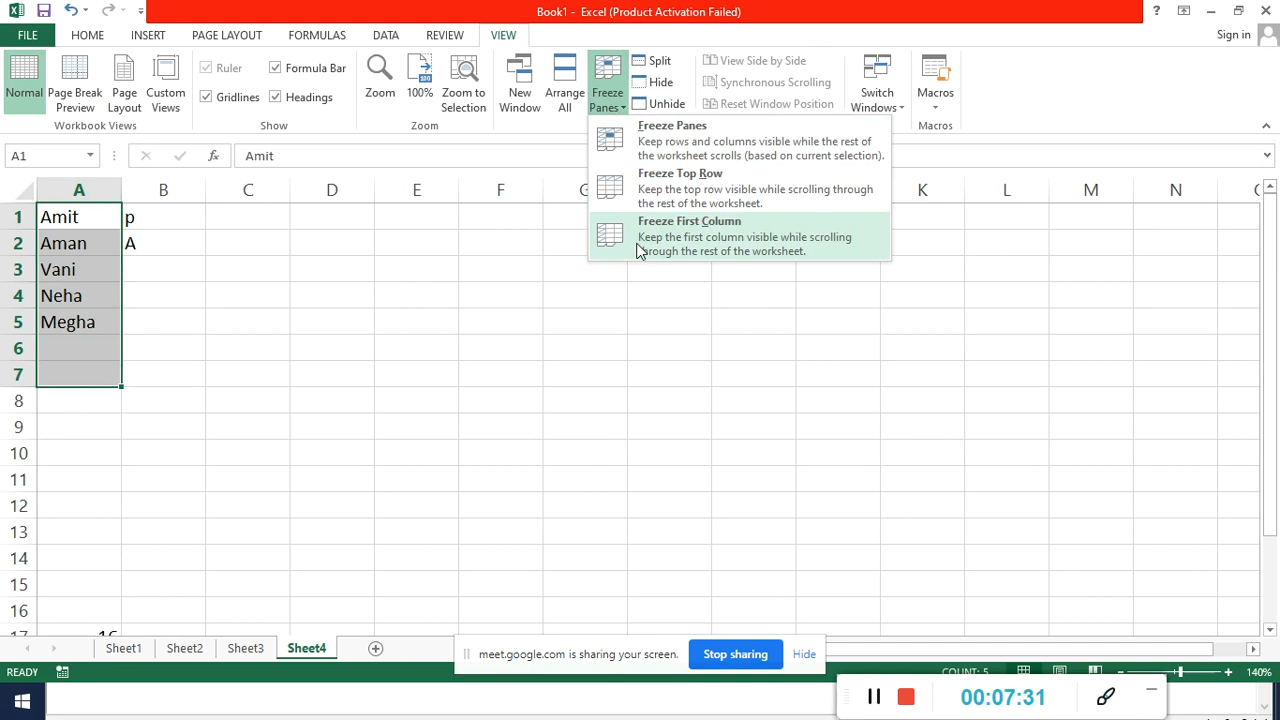 Book1 - Excel (Product Activation Failed)
FILE HOME INSERT PAGE LAYOUT FORMULAS DATA REVIEW VIEW Sign in
Normal Page Break Preview Page Layout Custom Views
Ruler Formula Bar
Gridlines Headings
Zoom 100% Zoom to Selection
New Window Arrange All Freeze Panes
Split
Hide
Unhide
View Side by Side
Synchronous Scrolling
Reset Window Position
Switch Windows Macros
Workbook Views Show Zoom Macros
Freeze Panes
Keep rows and columns visible while the rest of
the worksheet scrolls (based on current selection).
Freeze Top Row
Keep the top row visible while scrolling through
the rest of the worksheet.
Freeze First Column
Keep the first column visible while scrolling
through the rest of the worksheet.
A1 fx Amit
A B C D E F G K L M N
1 Amit p
2 Aman A
3 Vani
4 Neha
5 Megha
6
7
8
9
10
11
12
13
14
15
16
17 16
Sheet1 Sheet2 Sheet3 Sheet4
meet.google.com is sharing your screen. Stop sharing Hide
READY COUNT: 5 140%
00:07:31